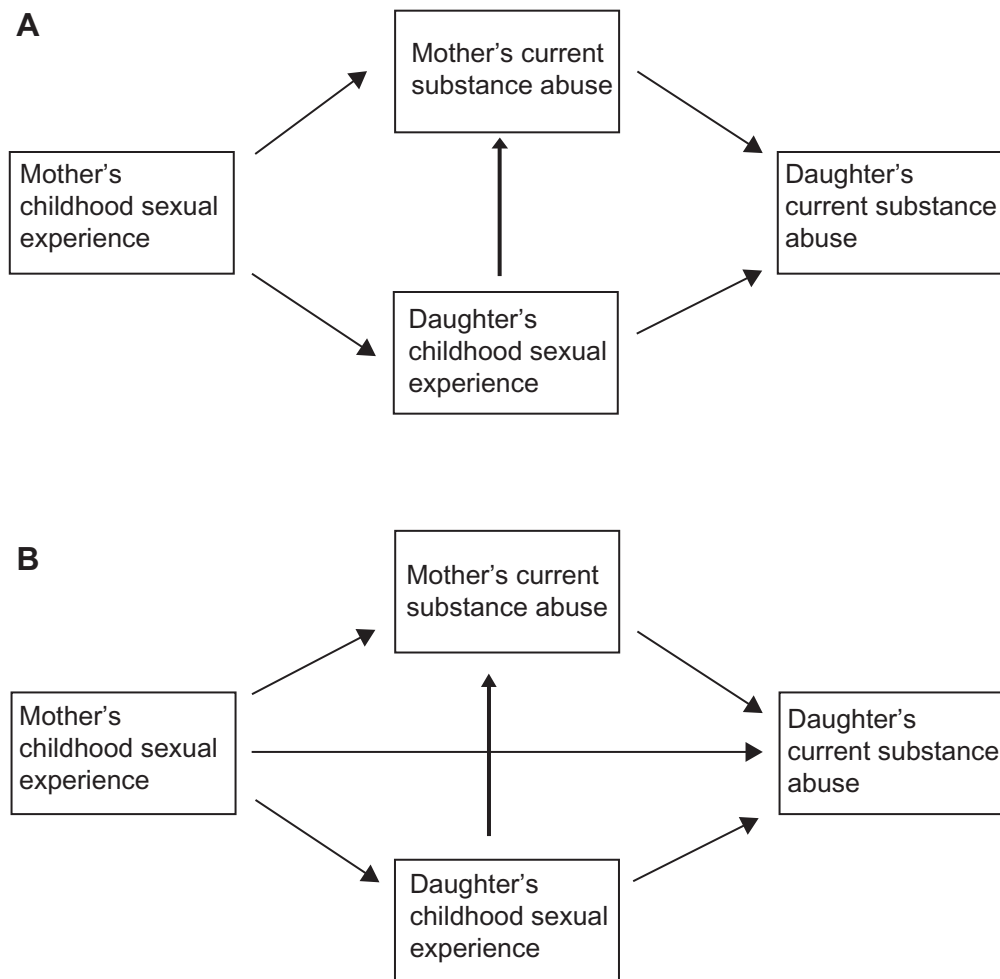 A
Mother's current
substance abuse
Mother's
childhood sexual
experience
Daughter's
current substance
abuse
Daughter's
childhood sexual
experience
B
Mother's current
substance abuse
Mother's
childhood sexual
experience
Daughter's
current substance
abuse
Daughter's
childhood sexual
experience